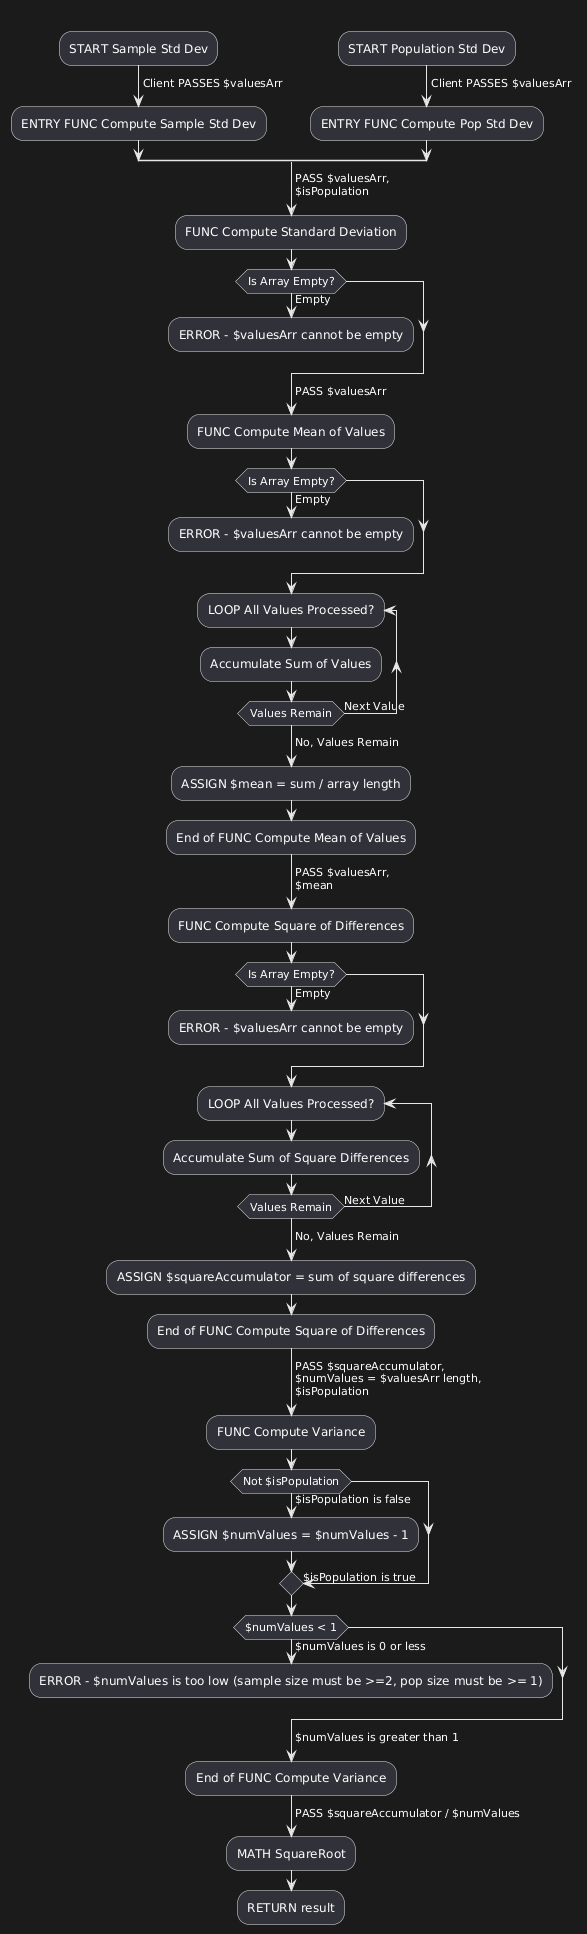 START Sample Std Dev
START Population Std Dev
Client PASSES $valuesArr
Client PASSES $valuesArr
ENTRY FUNC Compute Sample Std Dev
ENTRY FUNC Compute Pop Std Dev
PASS $valuesArr,
$isPopulation
FUNC Compute Standard Deviation
Is Array Empty?
Empty
ERROR - $valuesArr cannot be empty
PASS $valuesArr
FUNC Compute Mean of Values
Is Array Empty?
Empty
ERROR - $valuesArr cannot be empty
LOOP All Values Processed?
Accumulate Sum of Values
Values Remain
Next Value
No, Values Remain
ASSIGN $mean = sum / array length
End of FUNC Compute Mean of Values
PASS $valuesArr,
$mean
FUNC Compute Square of Differences
Is Array Empty?
Empty
ERROR - $valuesArr cannot be empty
LOOP All Values Processed?
Accumulate Sum of Square Differences
Values Remain
Next Value
No, Values Remain
ASSIGN $squareAccumulator = sum of square differences
End of FUNC Compute Square of Differences
PASS $squareAccumulator,
$numValues = $valuesArr length,
$isPopulation
FUNC Compute Variance
Not $isPopulation
$isPopulation is false
ASSIGN $numValues = $numValues - 1
$isPopulation is true
$numValues < 1
$numValues is 0 or less
ERROR - $numValues is too low (sample size must be >=2, pop size must be >= 1)
$numValues is greater than 1
End of FUNC Compute Variance
PASS $squareAccumulator / $numValues
MATH SquareRoot
RETURN result